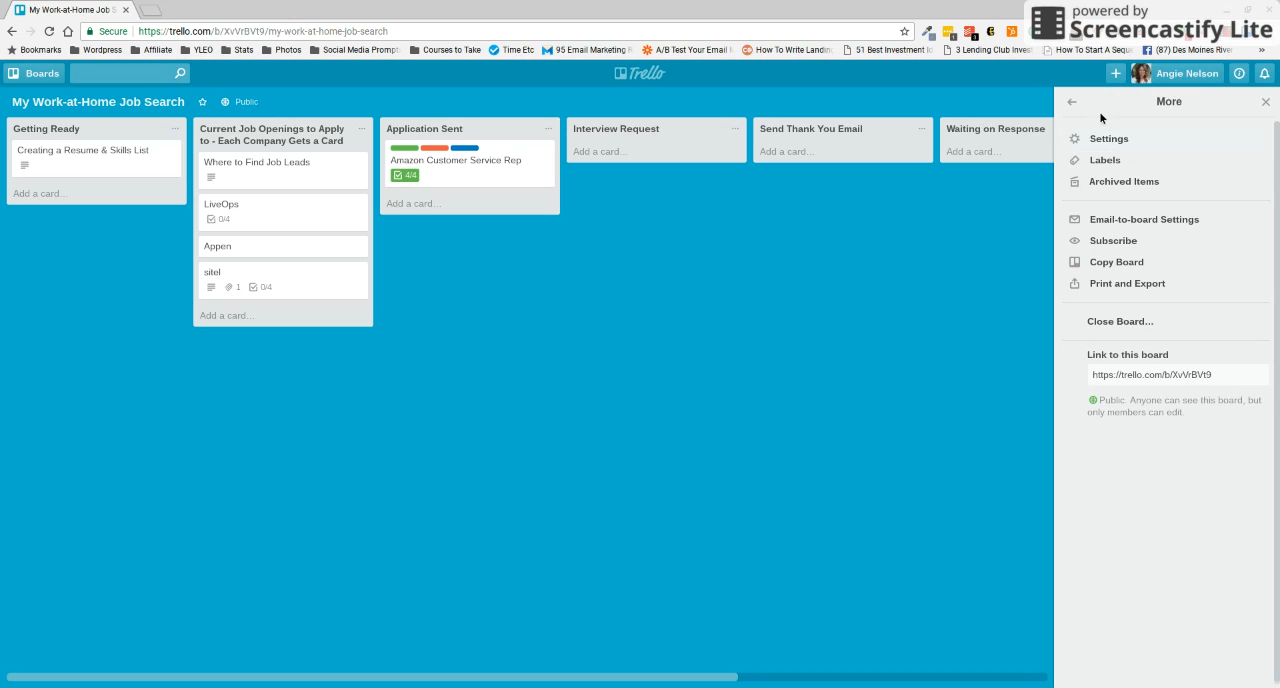 My Work-at-Home Job S
powered by
Screencastify Lite
Secure
https://trello.com/b/XvVrBVt9/my-work-at-home-job-search
Bookmarks Wordpress Affiliate YLEO Stats Photos Social Media Prompts Courses to Take Time Etc 95 Email Marketing A/B Test Your Email How To Write Landin 51 Best Investment 3 Lending Club Inves How To Start A Sequ (87) Des Moines River »
Boards
Trello
Angie Nelson
My Work-at-Home Job Search
Public
Getting Ready
Creating a Resume & Skills List
Add a card…
Current Job Openings to Apply
to - Each Company Gets a Card
Where to Find Job Leads
LiveOps
0/4
Appen
sitel
1 0/4
Add a card…
Application Sent
Amazon Customer Service Rep
4/4
Add a card…
Interview Request
Add a card…
Send Thank You Email
Add a card…
Waiting on Response
Add a card…
More
Settings
Labels
Archived Items
Email-to-board Settings
Subscribe
Copy Board
Print and Export
Close Board…
Link to this board
https://trello.com/b/XvVrBVt9
Public. Anyone can see this board, but
only members can edit.